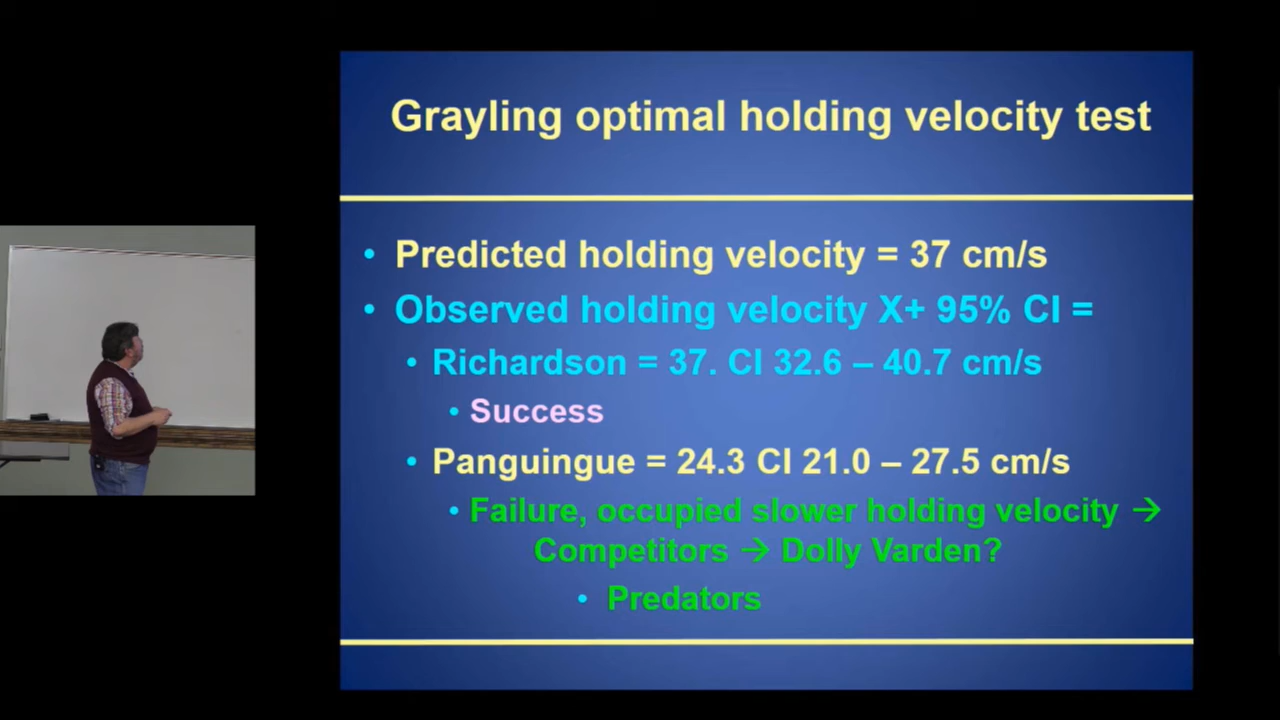 Grayling optimal holding velocity test
• Predicted holding velocity = 37 cm/s
• Observed holding velocity X+ 95% CI =
• Richardson = 37. CI 32.6 – 40.7 cm/s
• Success
• Panguingue = 24.3 CI 21.0 – 27.5 cm/s
• Failure, occupied slower holding velocity →
Competitors → Dolly Varden?
• Predators